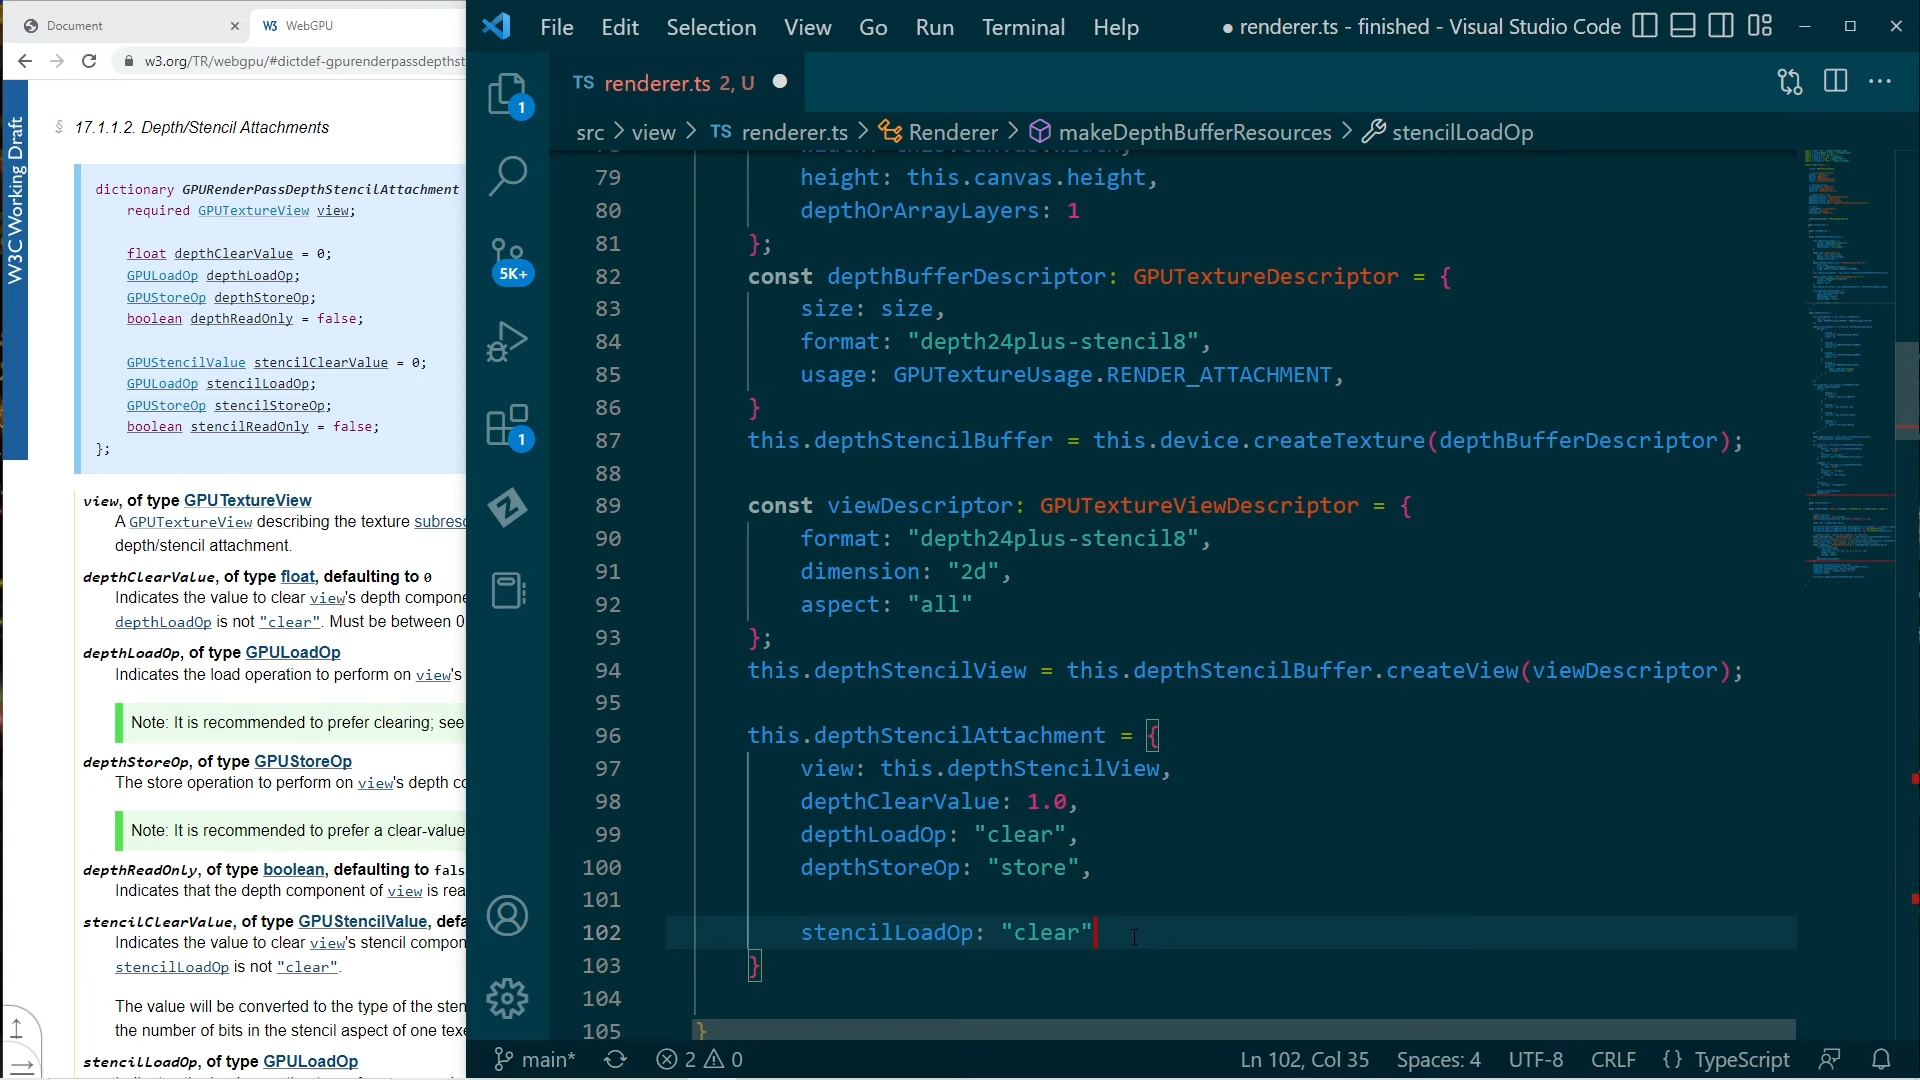 Document
WebGPU
w3.org/TR/webgpu/#dictdef-gpurenderpassdepthst
W3C Working Draft
§ 17.1.1.2. Depth/Stencil Attachments
dictionary GPURenderPassDepthStencilAttachment
required GPUTextureView view;
float depthClearValue = 0;
GPULoadOp depthLoadOp;
GPUStoreOp depthStoreOp;
boolean depthReadOnly = false;
GPUStencilValue stencilClearValue = 0;
GPULoadOp stencilLoadOp;
GPUStoreOp stencilStoreOp;
boolean stencilReadOnly = false;
};
view, of type GPUTextureView
A GPUTextureView describing the texture subreso
depth/stencil attachment.
depthClearValue, of type float, defaulting to 0
Indicates the value to clear view's depth compone
depthLoadOp is not "clear". Must be between 0
depthLoadOp, of type GPULoadOp
Indicates the load operation to perform on view's
Note: It is recommended to prefer clearing; see
depthStoreOp, of type GPUStoreOp
The store operation to perform on view's depth co
Note: It is recommended to prefer a clear-value
depthReadOnly, of type boolean, defaulting to fals
Indicates that the depth component of view is rea
stencilClearValue, of type GPUStencilValue, defa
Indicates the value to clear view's stencil compon
stencilLoadOp is not "clear".
The value will be converted to the type of the sten
the number of bits in the stencil aspect of one texe
stencilLoadOp, of type GPULoadOp
File Edit Selection View Go Run Terminal Help
● renderer.ts - finished - Visual Studio Code
TS renderer.ts 2, U ●
src > view > TS renderer.ts > Renderer > makeDepthBufferResources > stencilLoadOp
1
5K+
1
78 width: this.canvas.width,
79 height: this.canvas.height,
80 depthOrArrayLayers: 1
81 };
82 const depthBufferDescriptor: GPUTextureDescriptor = {
83 size: size,
84 format: "depth24plus-stencil8",
85 usage: GPUTextureUsage.RENDER_ATTACHMENT,
86 }
87 this.depthStencilBuffer = this.device.createTexture(depthBufferDescriptor);
88
89 const viewDescriptor: GPUTextureViewDescriptor = {
90 format: "depth24plus-stencil8",
91 dimension: "2d",
92 aspect: "all"
93 };
94 this.depthStencilView = this.depthStencilBuffer.createView(viewDescriptor);
95
96 this.depthStencilAttachment = {
97 view: this.depthStencilView,
98 depthClearValue: 1.0,
99 depthLoadOp: "clear",
100 depthStoreOp: "store",
101
102 stencilLoadOp: "clear"
103 }
104
105 }
main* 2 0
Ln 102, Col 35 Spaces: 4 UTF-8 CRLF {} TypeScript